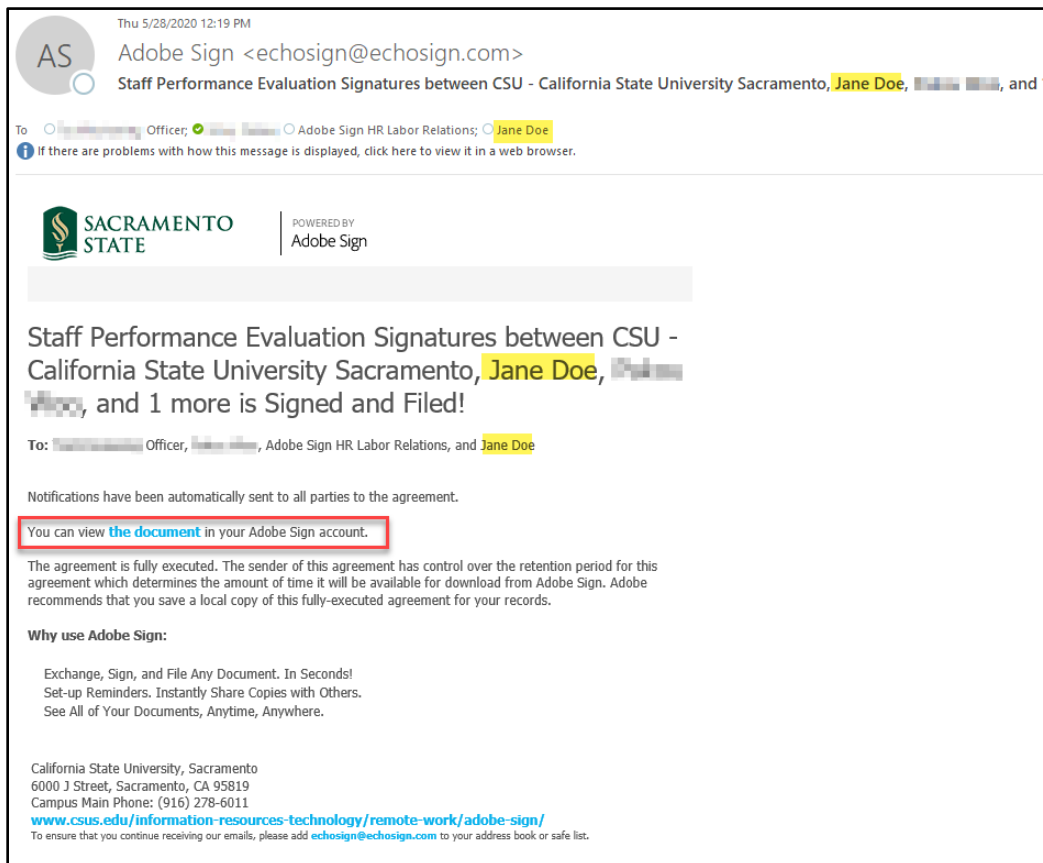 Thu 5/28/2020 12:19 PM
AS
Adobe Sign <echosign@echosign.com>
Staff Performance Evaluation Signatures between CSU - California State University Sacramento, Jane Doe, , and
To Officer; Adobe Sign HR Labor Relations; Jane Doe
If there are problems with how this message is displayed, click here to view it in a web browser.
SACRAMENTO
STATE
POWERED BY
Adobe Sign
Staff Performance Evaluation Signatures between CSU -
California State University Sacramento, Jane Doe,
, and 1 more is Signed and Filed!
To: Officer, , Adobe Sign HR Labor Relations, and Jane Doe
Notifications have been automatically sent to all parties to the agreement.
You can view the document in your Adobe Sign account.
The agreement is fully executed. The sender of this agreement has control over the retention period for this
agreement which determines the amount of time it will be available for download from Adobe Sign. Adobe
recommends that you save a local copy of this fully-executed agreement for your records.
Why use Adobe Sign:
Exchange, Sign, and File Any Document. In Seconds!
Set-up Reminders. Instantly Share Copies with Others.
See All of Your Documents, Anytime, Anywhere.
California State University, Sacramento
6000 J Street, Sacramento, CA 95819
Campus Main Phone: (916) 278-6011
www.csus.edu/information-resources-technology/remote-work/adobe-sign/
To ensure that you continue receiving our emails, please add echosign@echosign.com to your address book or safe list.